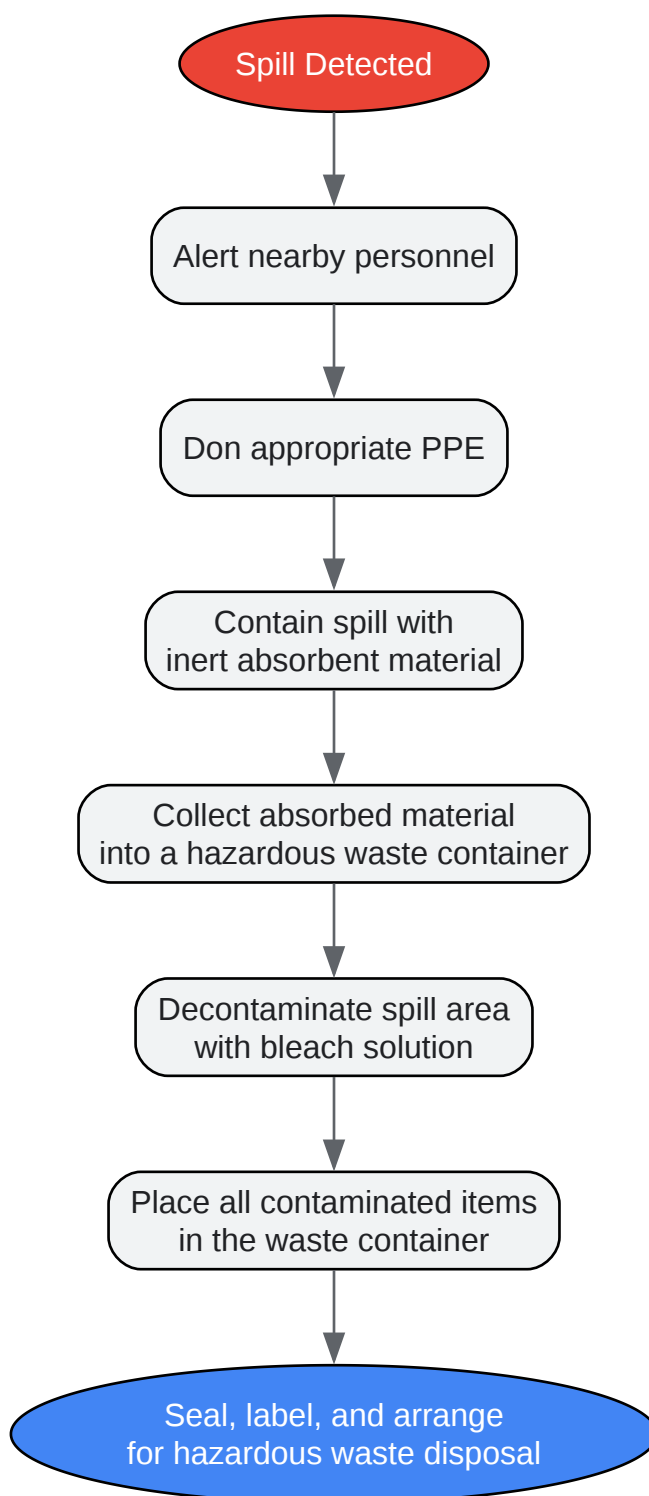 Spill Detected
Alert nearby personnel
Don appropriate PPE
Contain spill with
inert absorbent material
Collect absorbed material
into a hazardous waste container
Decontaminate spill area
with bleach solution
Place all contaminated items
in the waste container
Seal, label, and arrange
for hazardous waste disposal